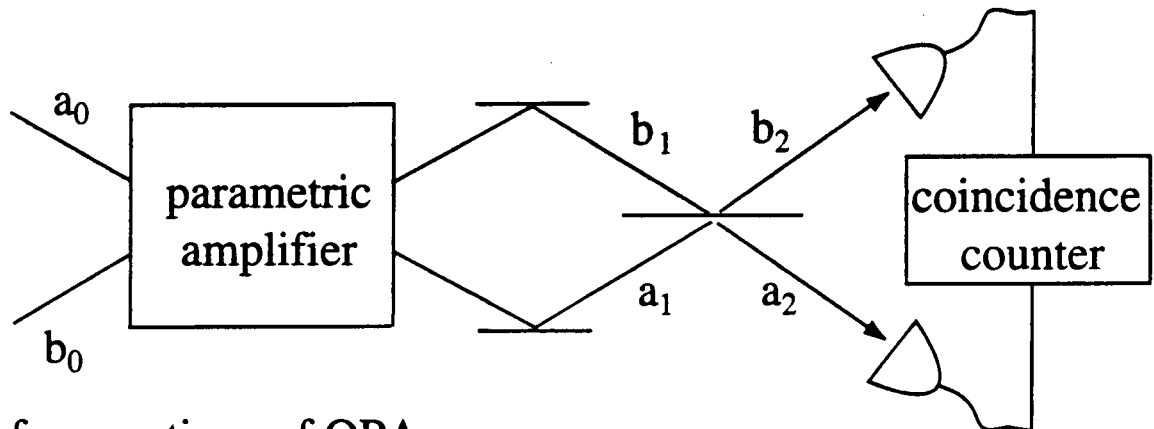 a0
b0
parametric
amplifier
b1
a1
b2
a2
coincidence
counter